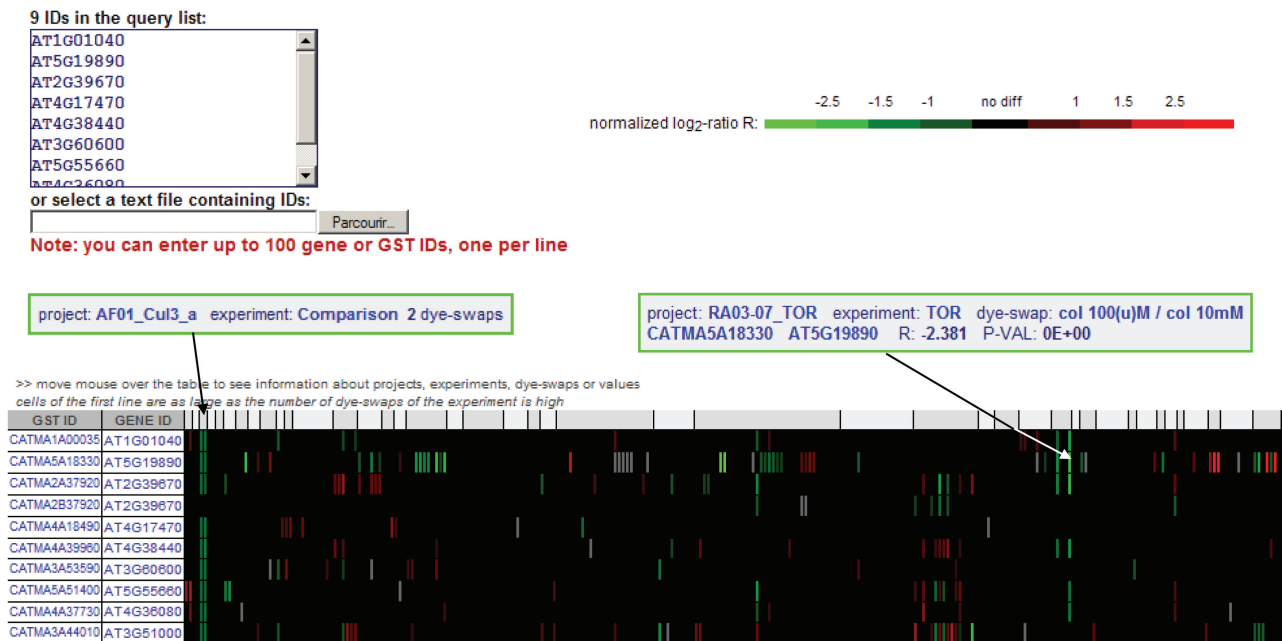 9 IDs in the query list:
AT1G01040
AT5G19890
AT2G39670
AT4G17470
AT4G38440
AT3G60600
AT5G55660
AT4G36080
or select a text file containing IDs:
Parcourir...
Note: you can enter up to 100 gene or GST IDs, one per line
-2.5 -1.5 -1 no diff 1 1.5 2.5
normalized log2-ratio R:
project: AF01_Cul3_a experiment: Comparison 2 dye-swaps
project: RA03-07_TOR experiment: TOR dye-swap: col 100(u)M / col 10mM
CATMA5A18330 AT5G19890 R: -2.381 P-VAL: 0E+00
>> move mouse over the table to see information about projects, experiments, dye-swaps or values
cells of the first line are as large as the number of dye-swaps of the experiment is high
GST ID GENE ID
CATMA1A00035 AT1G01040
CATMA5A18330 AT5G19890
CATMA2A37920 AT2G39670
CATMA2B37920 AT2G39670
CATMA4A18490 AT4G17470
CATMA4A39960 AT4G38440
CATMA3A53590 AT3G60600
CATMA5A51400 AT5G55660
CATMA4A37730 AT4G36080
CATMA3A44010 AT3G51000